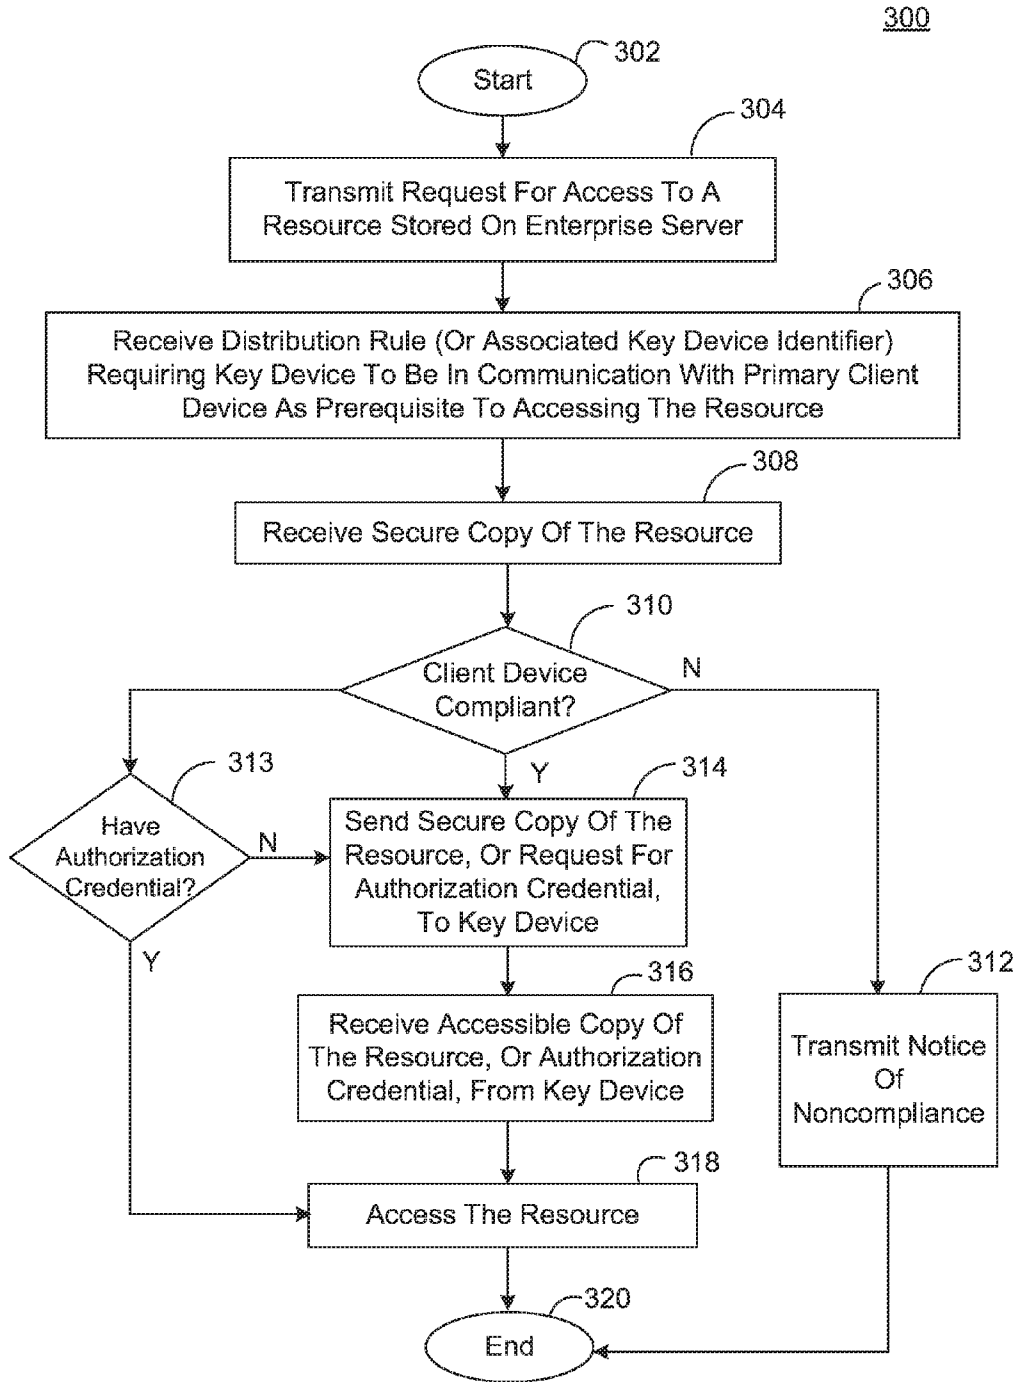 300
302
Start
304
Transmit Request For Access To A
Resource Stored On Enterprise Server
306
Receive Distribution Rule (Or Associated Key Device Identifier)
Requiring Key Device To Be In Communication With Primary Client
Device As Prerequisite To Accessing The Resource
308
Receive Secure Copy Of The Resource
310
Client Device
Compliant?
N
Y
313
Have
Authorization
Credential?
N
Y
314
Send Secure Copy Of The
Resource, Or Request For
Authorization Credential,
To Key Device
316
Receive Accessible Copy Of
The Resource, Or Authorization
Credential, From Key Device
312
Transmit Notice
Of
Noncompliance
318
Access The Resource
320
End